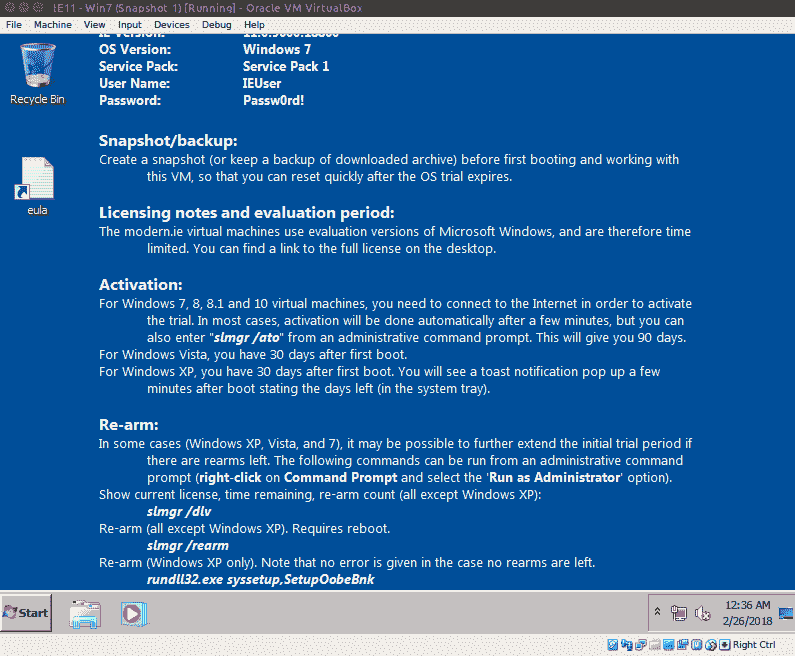 IE11 - Win7 (Snapshot 1) [Running] - Oracle VM VirtualBox
File Machine View Input Devices Debug Help
OS Version: Windows 7
Service Pack: Service Pack 1
User Name: IEUser
Password: Passw0rd!
Recycle Bin
Snapshot/backup:
Create a snapshot (or keep a backup of downloaded archive) before first booting and working with
this VM, so that you can reset quickly after the OS trial expires.
eula
Licensing notes and evaluation period:
The modern.ie virtual machines use evaluation versions of Microsoft Windows, and are therefore time
limited. You can find a link to the full license on the desktop.
Activation:
For Windows 7, 8, 8.1 and 10 virtual machines, you need to connect to the Internet in order to activate
the trial. In most cases, activation will be done automatically after a few minutes, but you can
also enter "slmgr /ato" from an administrative command prompt. This will give you 90 days.
For Windows Vista, you have 30 days after first boot.
For Windows XP, you have 30 days after first boot. You will see a toast notification pop up a few
minutes after boot stating the days left (in the system tray).
Re-arm:
In some cases (Windows XP, Vista, and 7), it may be possible to further extend the initial trial period if
there are rearms left. The following commands can be run from an administrative command
prompt (right-click on Command Prompt and select the 'Run as Administrator' option).
Show current license, time remaining, re-arm count (all except Windows XP):
slmgr /dlv
Re-arm (all except Windows XP). Requires reboot.
slmgr /rearm
Re-arm (Windows XP only). Note that no error is given in the case no rearms are left.
rundll32.exe syssetup,SetupOobeBnk
Start
12:36 AM
2/26/2018
Right Ctrl